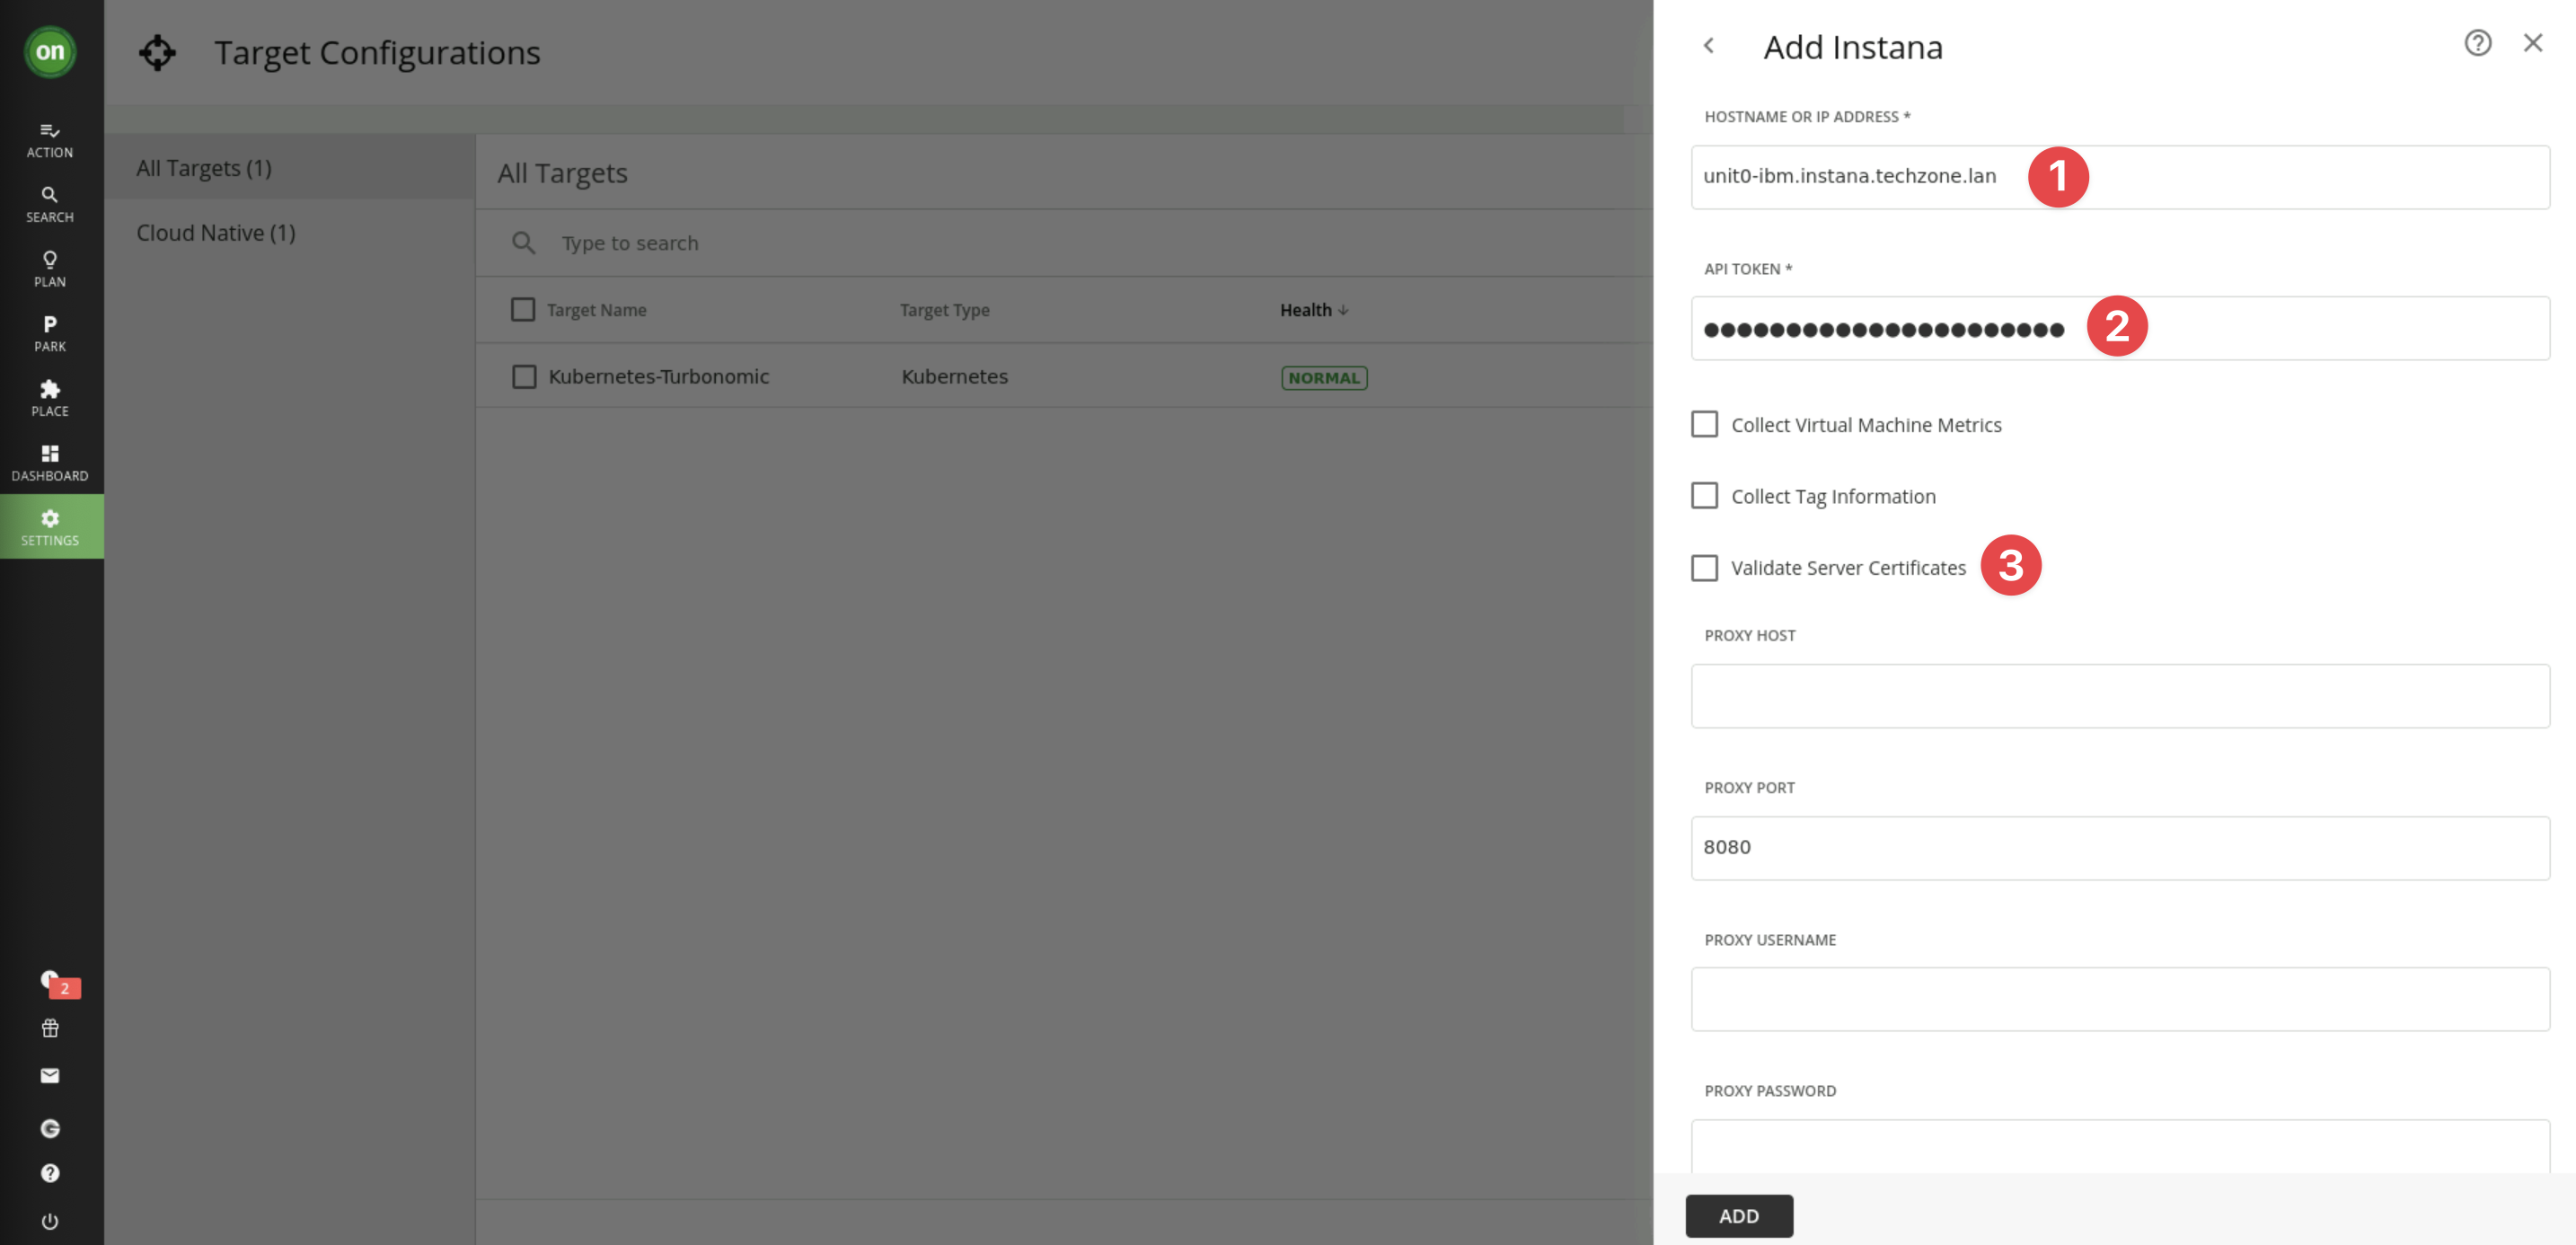 on
ACTION
SEARCH
PLAN
P
PARK
PLACE
DASHBOARD
SETTINGS
2
Target Configurations
All Targets (1)
Cloud Native (1)
All Targets
Type to search
Target Name Target Type Health ↓
Kubernetes-Turbonomic Kubernetes NORMAL
Add Instana
HOSTNAME OR IP ADDRESS *
unit0-ibm.instana.techzone.lan 1
API TOKEN *
●●●●●●●●●●●●●●●●●●●●●● 2
Collect Virtual Machine Metrics
Collect Tag Information
Validate Server Certificates 3
PROXY HOST
PROXY PORT
8080
PROXY USERNAME
PROXY PASSWORD
ADD